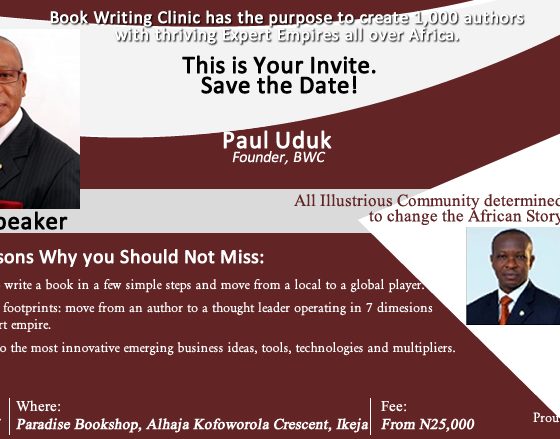 Book Writing Clinic has the purpose to create 1,000 authors
with thriving Expert Empires all over Africa.
This is Your Invite.
Save the Date!
Paul Uduk
Founder, BWC
All Illustrious Community determined
to change the African Story
peaker
sons Why you Should Not Miss:
write a book in a few simple steps and move from a local to a global player.
footprints: move from an author to a thought leader operating in 7 dimesions
rt empire.
o the most innovative emerging business ideas, tools, technologies and multipliers.
Where:
Paradise Bookshop, Alhaja Kofoworola Crescent, Ikeja
Fee:
From N25,000
Prou